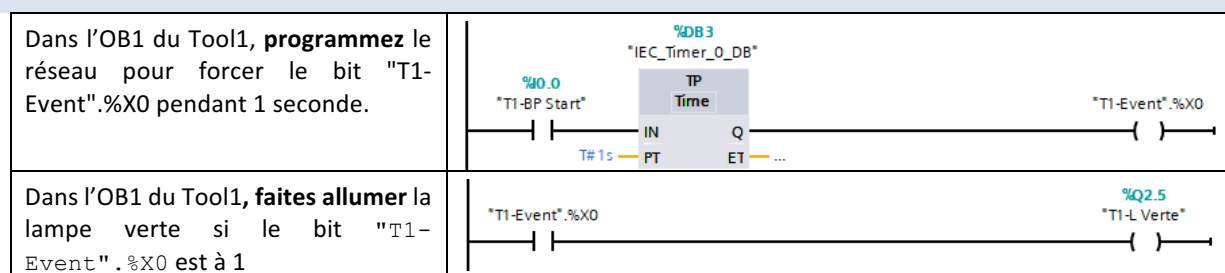 Dans l'OB1 du Tool1, programmez le
réseau pour forcer le bit "T1-
Event".%X0 pendant 1 seconde.
%DB3
"IEC_Timer_0_DB"
%I0.0
TP
"T1-BP Start"
Time
"T1-Event".%X0
IN
Q
T#1s
PT
ET
...
Dans l'OB1 du Tool1, faites allumer la
lampe verte si le bit "T1-
Event".%X0 est à 1
%Q2.5
"T1-Event".%X0
"T1-L Verte"